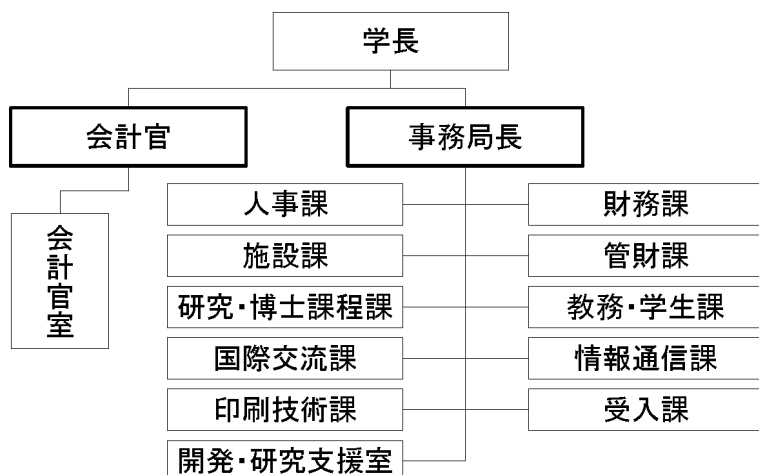 学長
会計官
事務局長
会計官室
人事課
財務課
施設課
管財課
研究・博士課程課
教務・学生課
国際交流課
情報通信課
印刷技術課
受入課
開発・研究支援室